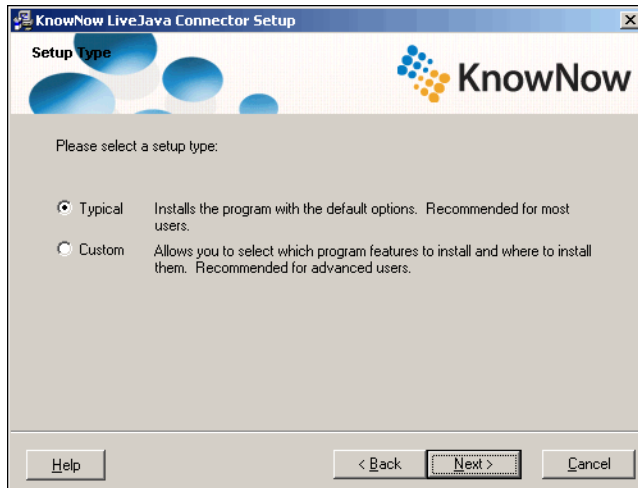 KnowNow LiveJava Connector Setup
Setup Type
KnowNow
Please select a setup type:
Typical
Installs the program with the default options.  Recommended for most
users.
Custom
Allows you to select which program features to install and where to install
them.  Recommended for advanced users.
Help
< Back
Next >
Cancel